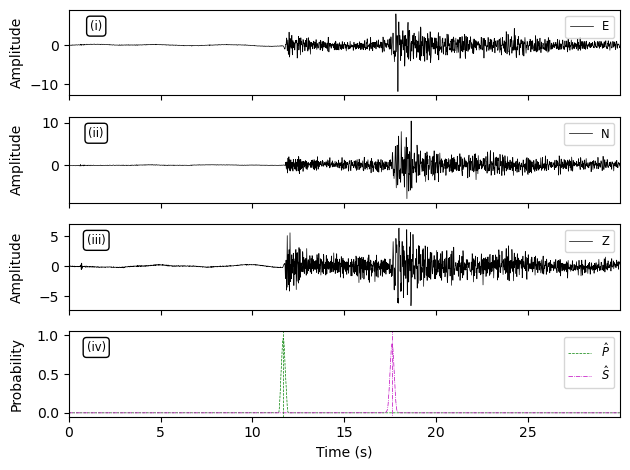 (i)
E
Amplitude
0
−10
(ii)
N
Amplitude
10
0
(iii)
Z
Amplitude
5
0
−5
(iv)
P̂
Ŝ
Probability
1.0
0.5
0.0
0 5 10 15 20 25
Time (s)